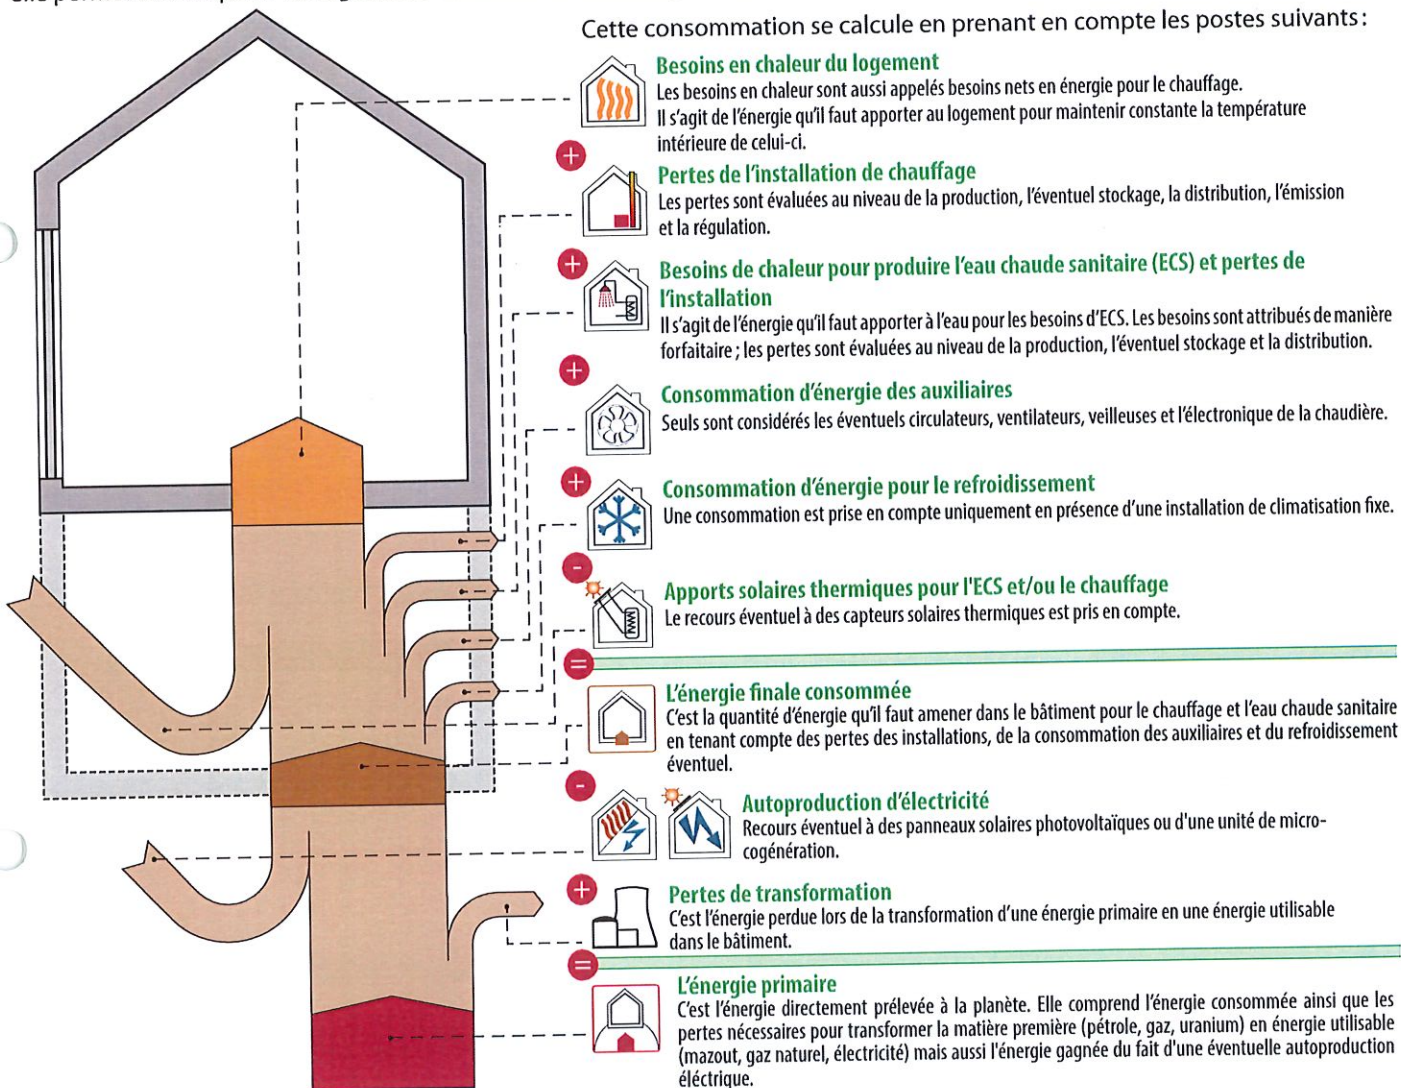 Cette consommation se calcule en prenant en compte les postes suivants :
Besoins en chaleur du logement
Les besoins en chaleur sont aussi appelés besoins nets en énergie pour le chauffage.
Il s'agit de l'énergie qu'il faut apporter au logement pour maintenir constante la température
intérieure de celui-ci.
+
Pertes de l'installation de chauffage
Les pertes sont évaluées au niveau de la production, l'éventuel stockage, la distribution, l'émission
et la régulation.
+
Besoins de chaleur pour produire l'eau chaude sanitaire (ECS) et pertes de
l'installation
Il s'agit de l'énergie qu'il faut apporter à l'eau pour les besoins d'ECS. Les besoins sont attribués de manière
forfaitaire ; les pertes sont évaluées au niveau de la production, l'éventuel stockage et la distribution.
+
Consommation d'énergie des auxiliaires
Seuls sont considérés les éventuels circulateurs, ventilateurs, veilleuses et l'électronique de la chaudière.
+
Consommation d'énergie pour le refroidissement
Une consommation est prise en compte uniquement en présence d'une installation de climatisation fixe.
-
Apports solaires thermiques pour l'ECS et/ou le chauffage
Le recours éventuel à des capteurs solaires thermiques est pris en compte.
=
L'énergie finale consommée
C'est la quantité d'énergie qu'il faut amener dans le bâtiment pour le chauffage et l'eau chaude sanitaire
en tenant compte des pertes des installations, de la consommation des auxiliaires et du refroidissement
éventuel.
-
Autoproduction d'électricité
Recours éventuel à des panneaux solaires photovoltaïques ou d'une unité de micro-
cogénération.
+
Pertes de transformation
C'est l'énergie perdue lors de la transformation d'une énergie primaire en une énergie utilisable
dans le bâtiment.
=
L'énergie primaire
C'est l'énergie directement prélevée à la planète. Elle comprend l'énergie consommée ainsi que les
pertes nécessaires pour transformer la matière première (pétrole, gaz, uranium) en énergie utilisable
(mazout, gaz naturel, électricité) mais aussi l'énergie gagnée du fait d'une éventuelle autoproduction
éléctrique.